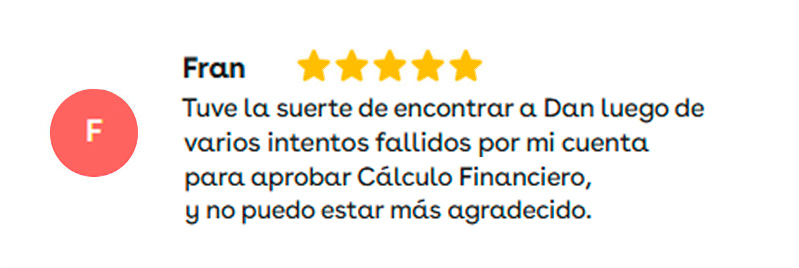 Fran
F
Tuve la suerte de encontrar a Dan luego de
varios intentos fallidos por mi cuenta
para aprobar Cálculo Financiero,
y no puedo estar más agradecido.